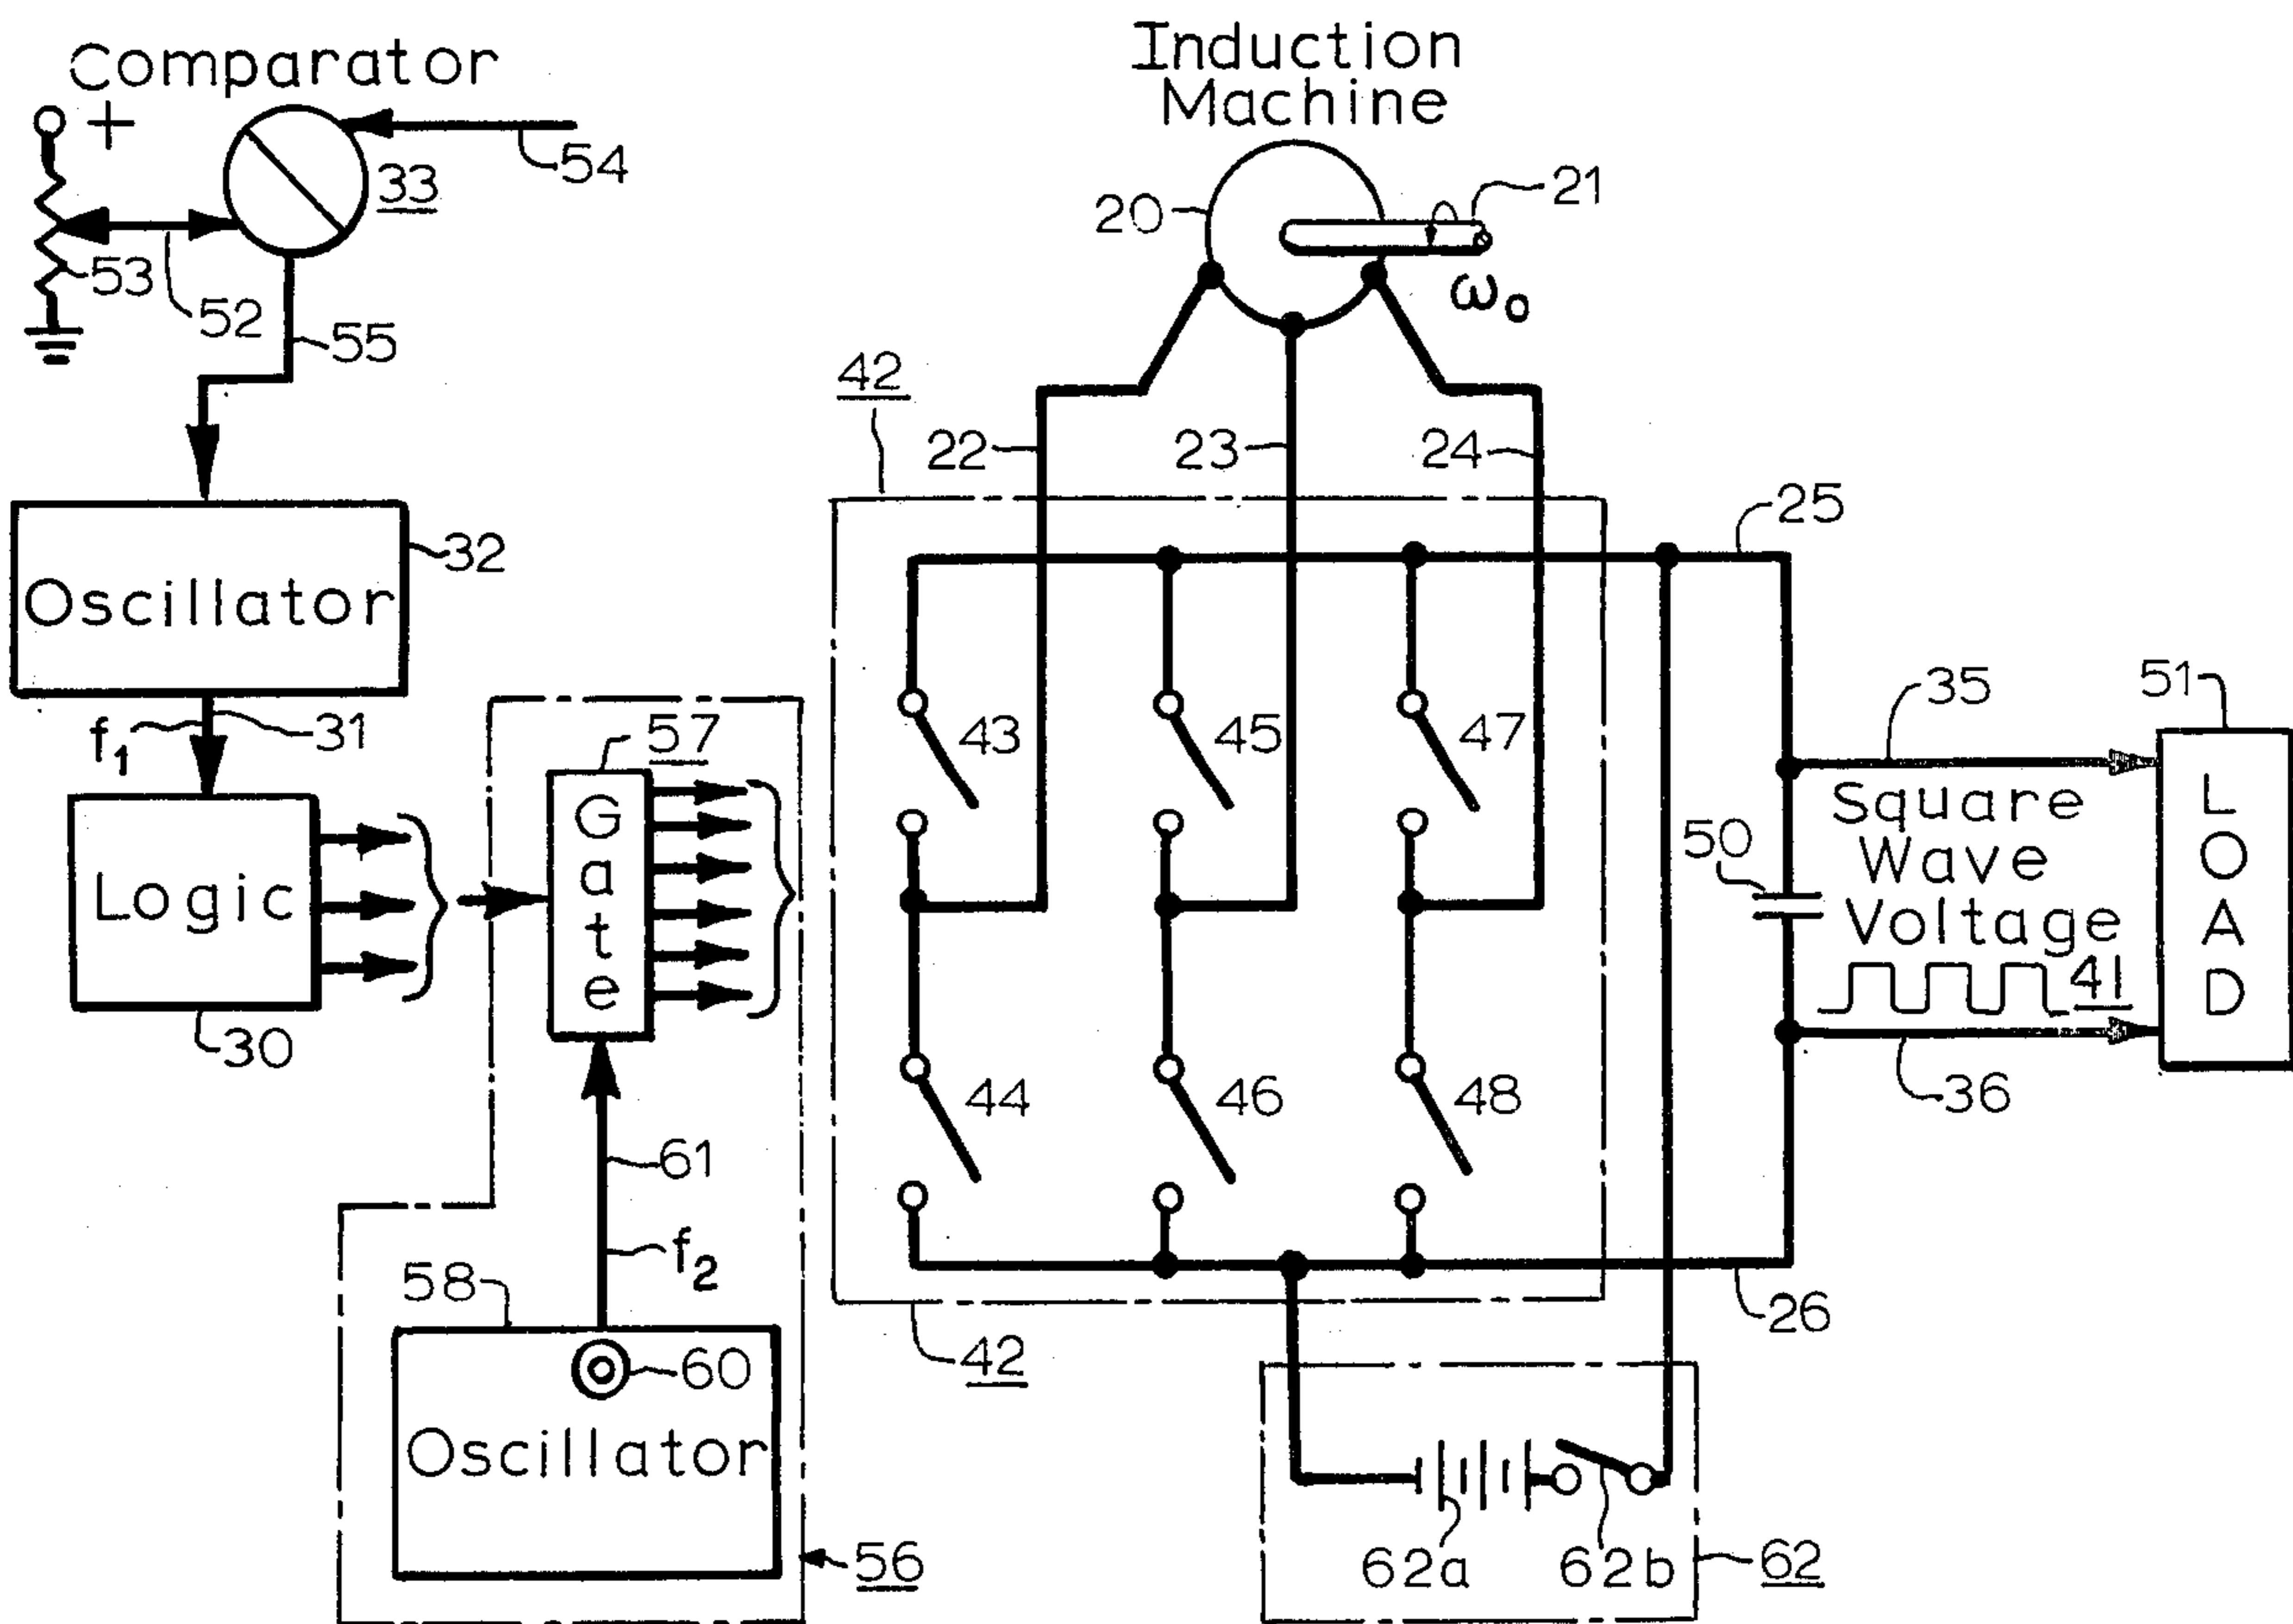 Comparator
+
33
54
53
52
55
32
Oscillator
f1
31
Logic
30
57
Gate
61
f2
58
60
Oscillator
56
Induction
Machine
20
21
ω0
42
22
23
24
25
43
45
47
44
46
48
26
42
35
51
50
Square
Wave
Voltage
41
36
LOAD
62a
62b
62